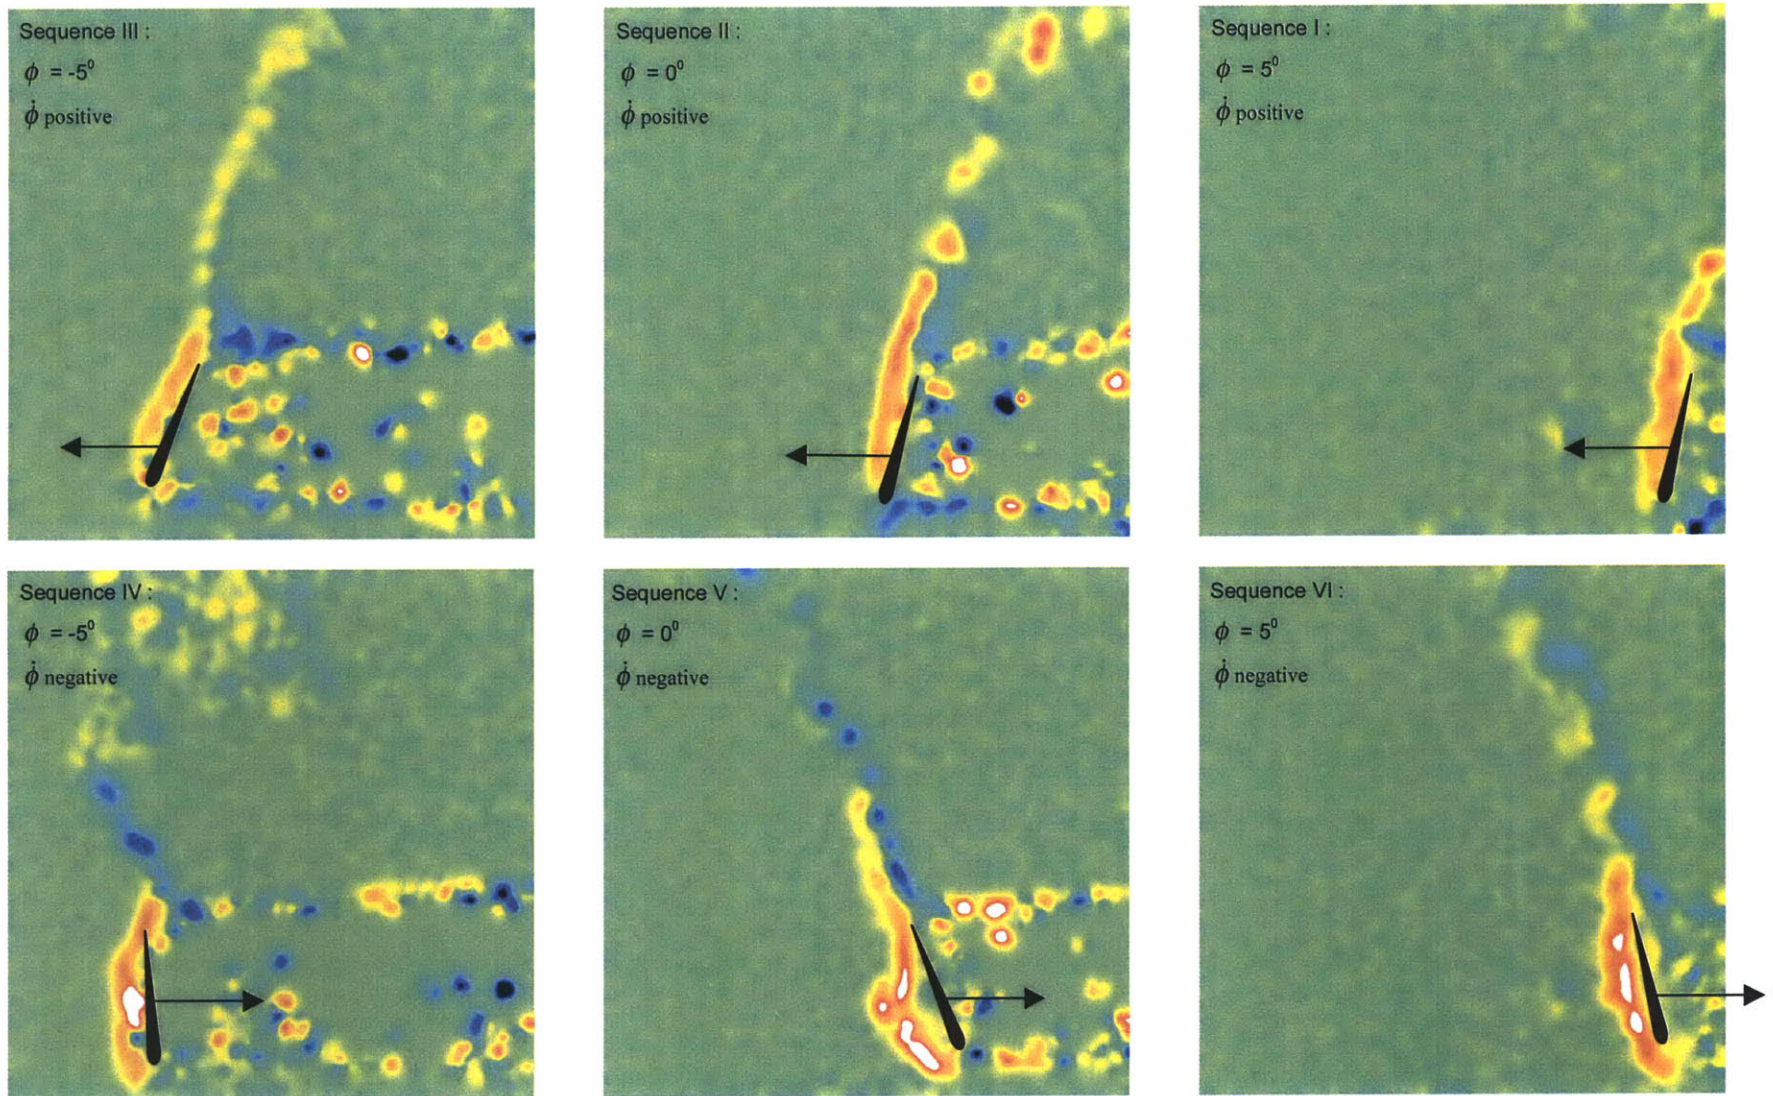 Sequence III :
ϕ = -5⁰
ϕ̇ positive
Sequence II :
ϕ = 0⁰
ϕ̇ positive
Sequence I :
ϕ = 5⁰
ϕ̇ positive
Sequence IV :
ϕ = -5⁰
ϕ̇ negative
Sequence V :
ϕ = 0⁰
ϕ̇ negative
Sequence VI :
ϕ = 5⁰
ϕ̇ negative